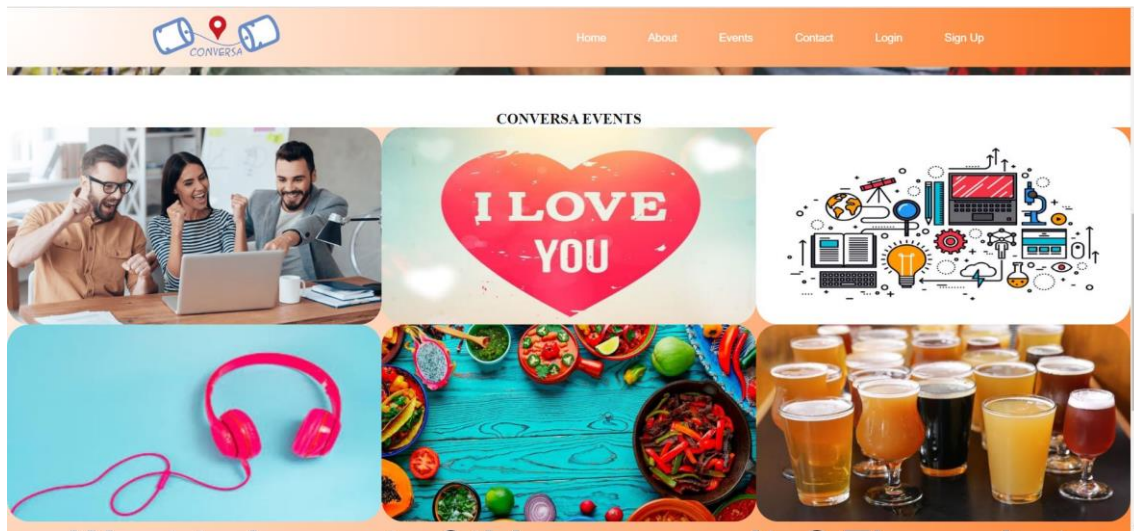 CONVERSA
Home About Events Contact Login Sign Up
CONVERSA EVENTS
I LOVE
YOU